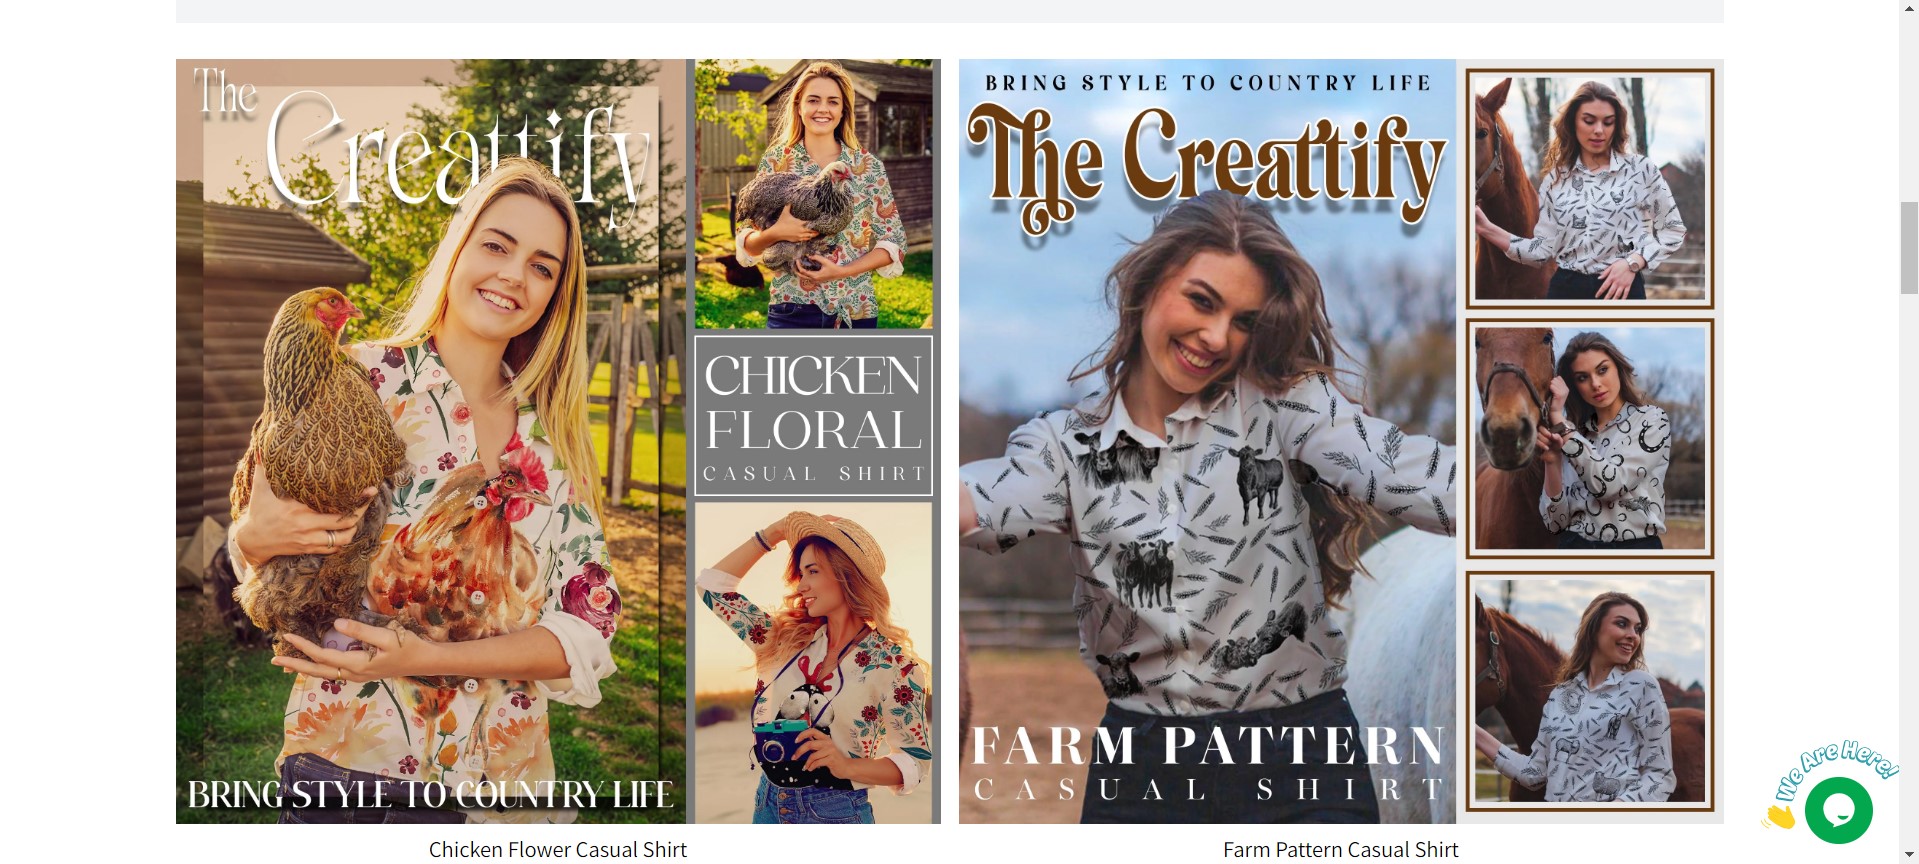 The
Creattify
CHICKEN
FLORAL
CASUAL SHIRT
BRING STYLE TO COUNTRY LIFE
BRING STYLE TO COUNTRY LIFE
The Creattify
FARM PATTERN
CASUAL SHIRT
We Are Here!
Chicken Flower Casual Shirt
Farm Pattern Casual Shirt